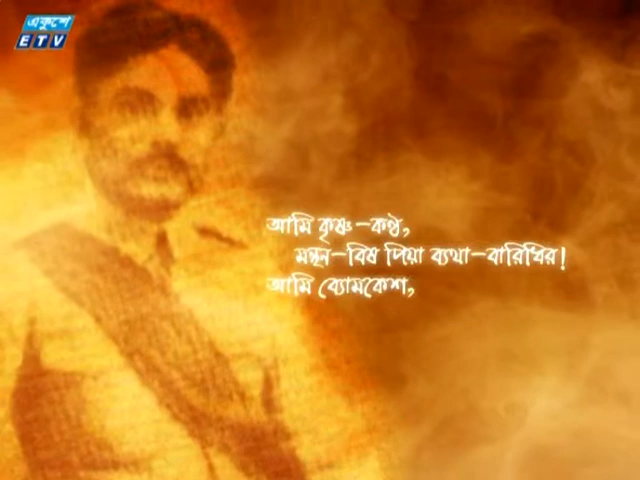 একুশে
ETV
আমি কৃষ্ণ-কণ্ঠ,
মন্থন-বিষ পিয়া ব্যথা-বারিধির!
আমি ব্যোমকেশ,